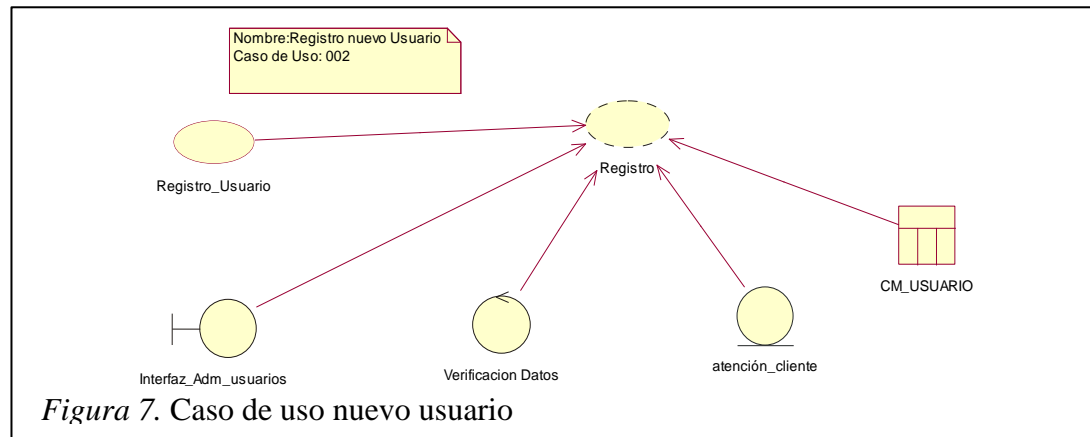 Nombre:Registro nuevo Usuario
Caso de Uso: 002
Registro_Usuario
Registro
CM_USUARIO
Interfaz_Adm_usuarios
Verificacion Datos
atención_cliente
Figura 7. Caso de uso nuevo usuario